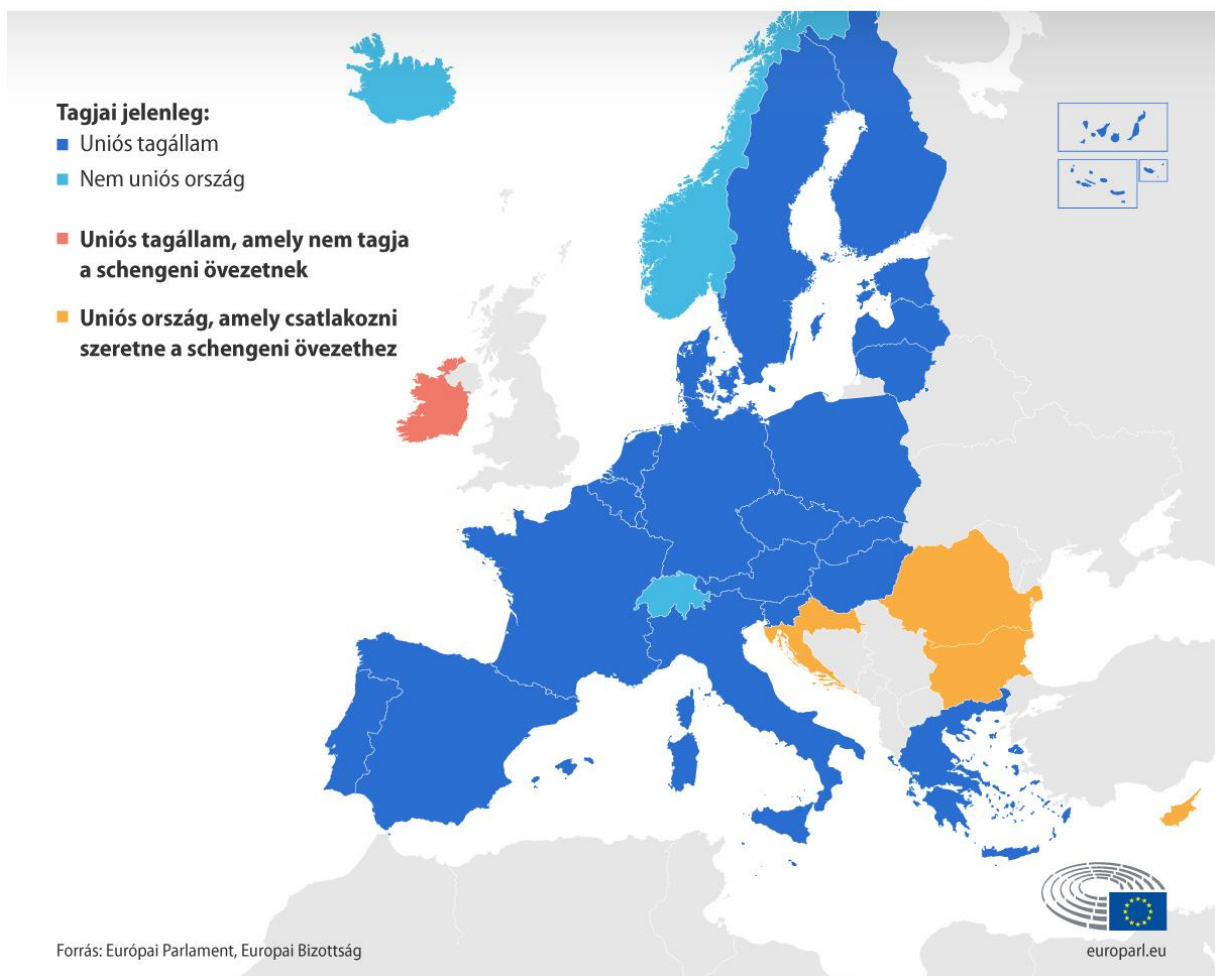 Tagjai jelenleg:
Uniós tagállam
Nem uniós ország
Uniós tagállam, amely nem tagja
a schengeni övezetnek
Uniós ország, amely csatlakozni
szeretne a schengeni övezethez
Forrás: Európai Parlament, Europai Bizottság
europarl.eu